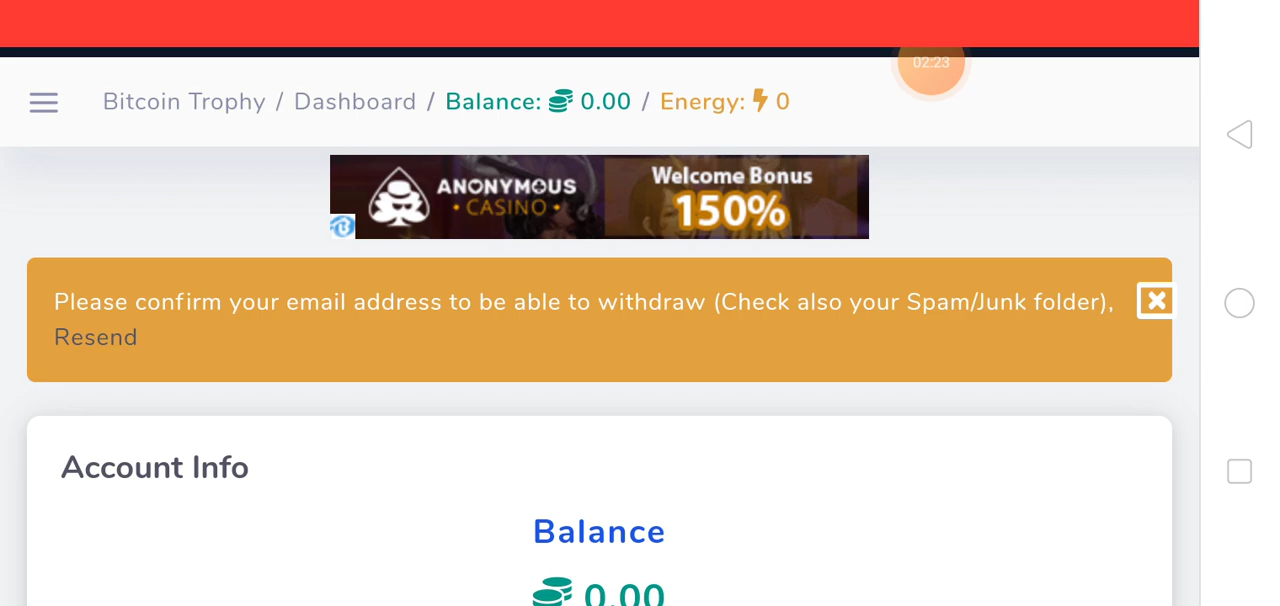 02:23
Bitcoin Trophy / Dashboard / Balance: 0.00 / Energy: 0
ANONYMOUS
• CASINO •
Welcome Bonus
150%
Please confirm your email address to be able to withdraw (Check also your Spam/Junk folder),
Resend
Account Info
Balance
0.00